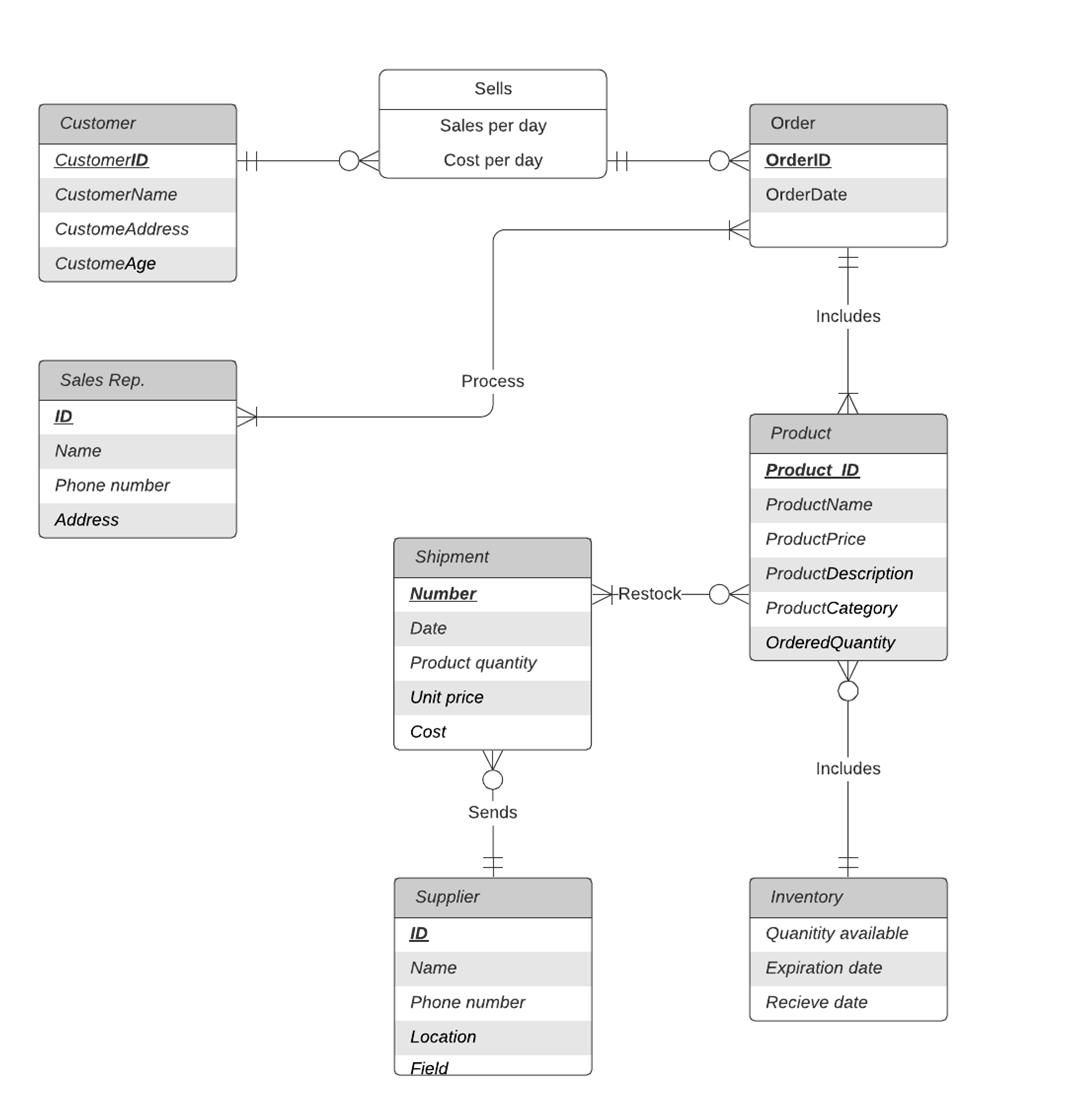 Sells
Sales per day
Cost per day
Customer
CustomerID
CustomerName
CustomeAddress
CustomeAge
Order
OrderID
OrderDate
Includes
Process
Sales Rep.
ID
Name
Phone number
Address
Product
Product_ID
ProductName
ProductPrice
ProductDescription
ProductCategory
OrderedQuantity
Shipment
Number
Date
Product quantity
Unit price
Cost
Restock
Includes
Sends
Supplier
ID
Name
Phone number
Location
Field
Inventory
Quanitity available
Expiration date
Recieve date